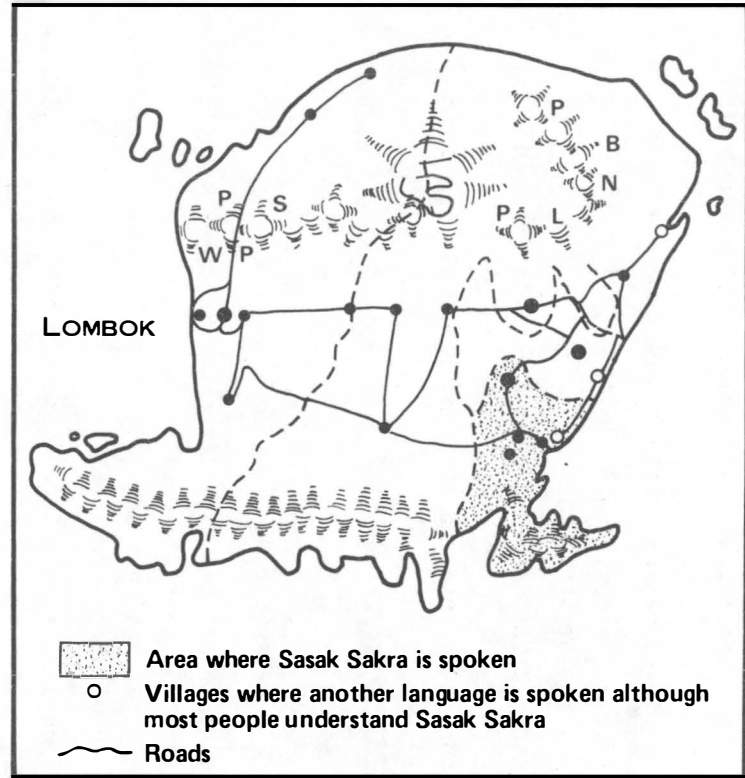 P
B
N
P S
P L
W P
LOMBOK
Area where Sasak Sakra is spoken
Villages where another language is spoken although
most people understand Sasak Sakra
Roads